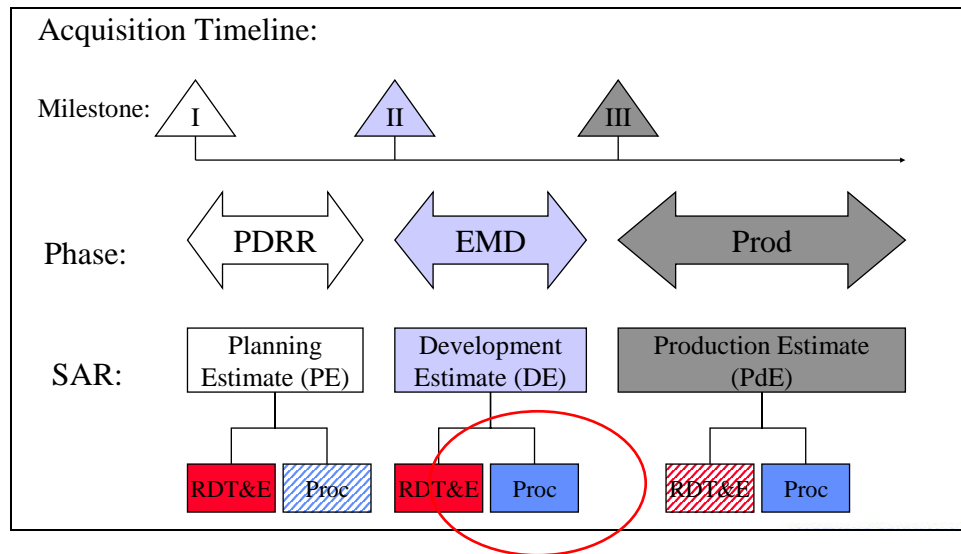 Acquisition Timeline:
Milestone:
I
II
III
Phase:
PDRR
EMD
Prod
SAR:
Planning
Estimate (PE)
Development
Estimate (DE)
Production Estimate
(PdE)
RDT&E
Proc
RDT&E
Proc
RDT&E
Proc